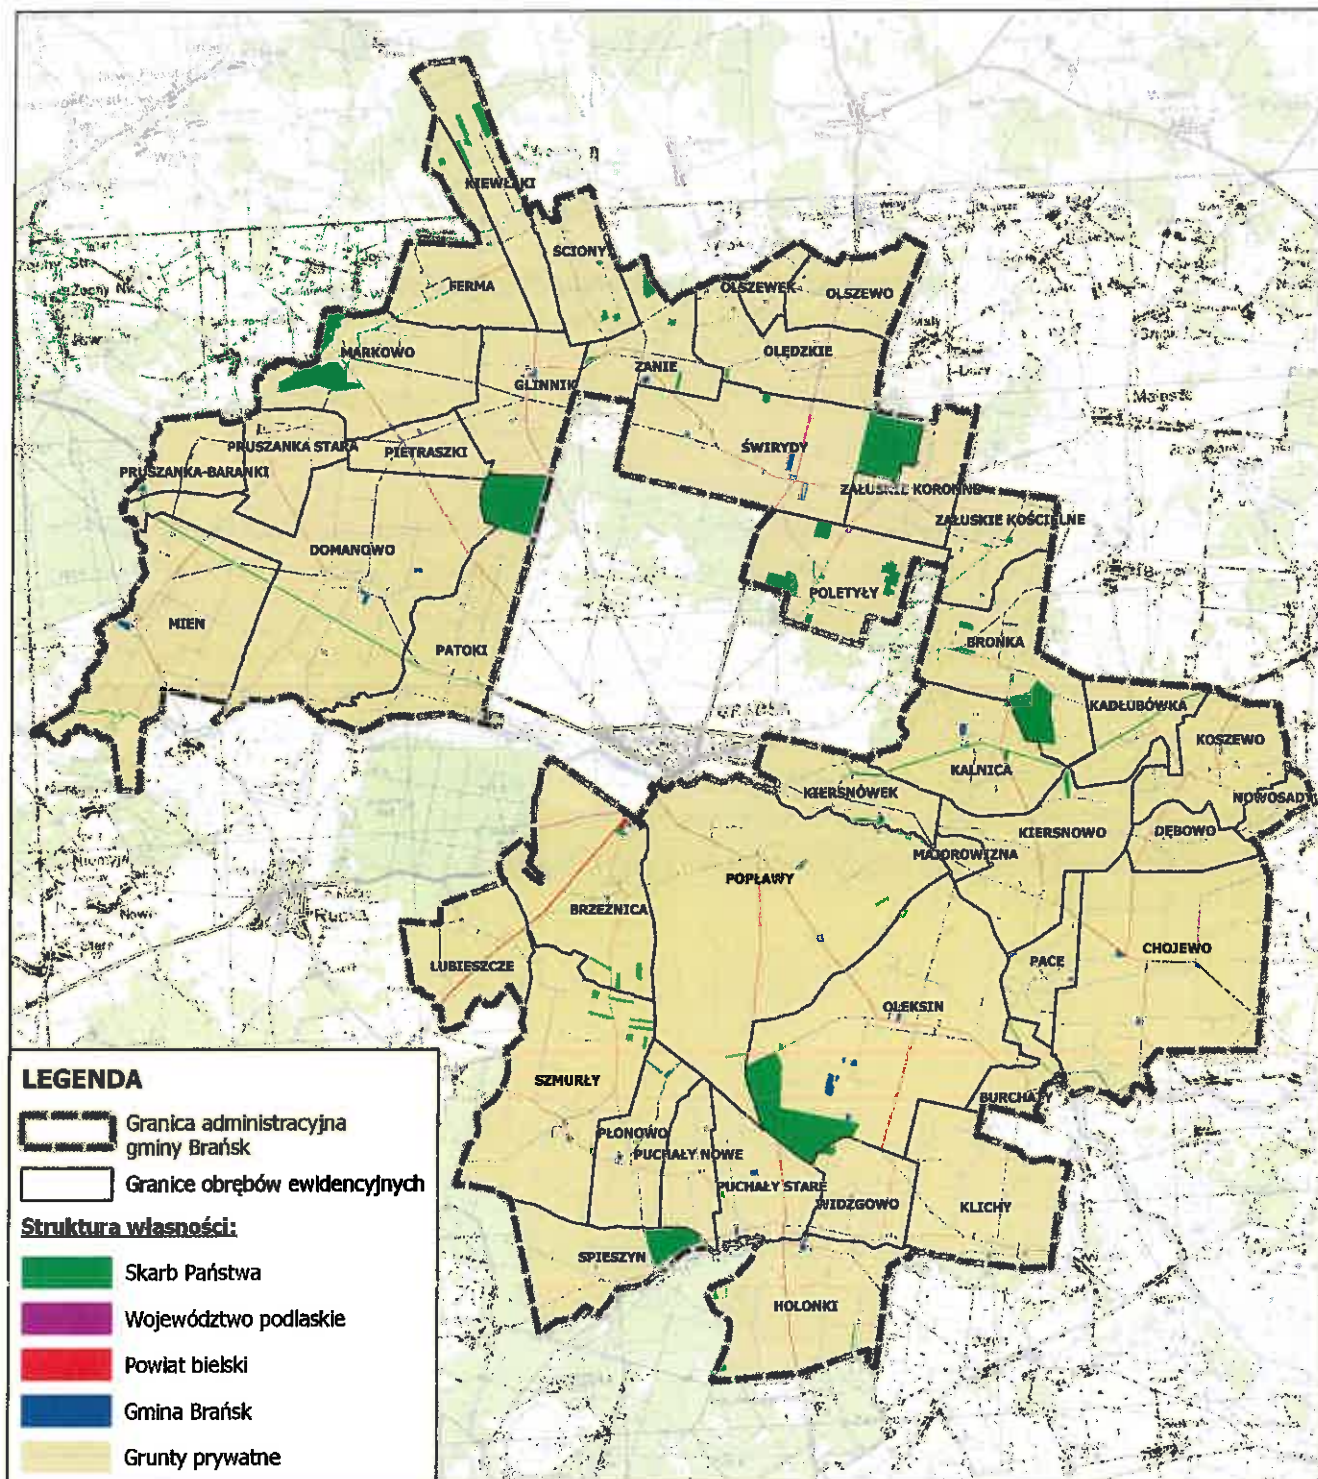 KIEWŁAKI
ŚCIONY
FERMA
OLSZEWEK
OLSZEWO
MARKOWO
OLĘDZKIE
ZANIE
GLINNIK
PRUSZANKA STARA
PIETRASZKI
ŚWIRYDY
PRUSZANKA-BARANKI
ZAŁUSKIE KORONNE
ZAŁUSKIE KOŚCIELNE
DOMANOWO
POLETYŁY
MIEN
PATOKI
BROŃKA
KADŁUBÓWKA
KOSZEWO
KALNICA
KIERSNÓWEK
NOWOSADY
KIERSNOWO
DĘBOWO
MAJOROWIZNA
POPŁAWY
BRZEŹNICA
CHOJEWO
PACE
ŁUBIESZCZE
OLEKSIN
SZMURŁY
BURCHATY
PŁONOWO
PUCHAŁY NOWE
PUCHAŁY STARE
WIDZGOWO
KLICHY
SPIESZYN
HOLONKI
LEGENDA
Granica administracyjna
gminy Brańsk
Granice obrębów ewidencyjnych
Struktura własności:
Skarb Państwa
Województwo podlaskie
Powiat bielski
Gmina Brańsk
Grunty prywatne